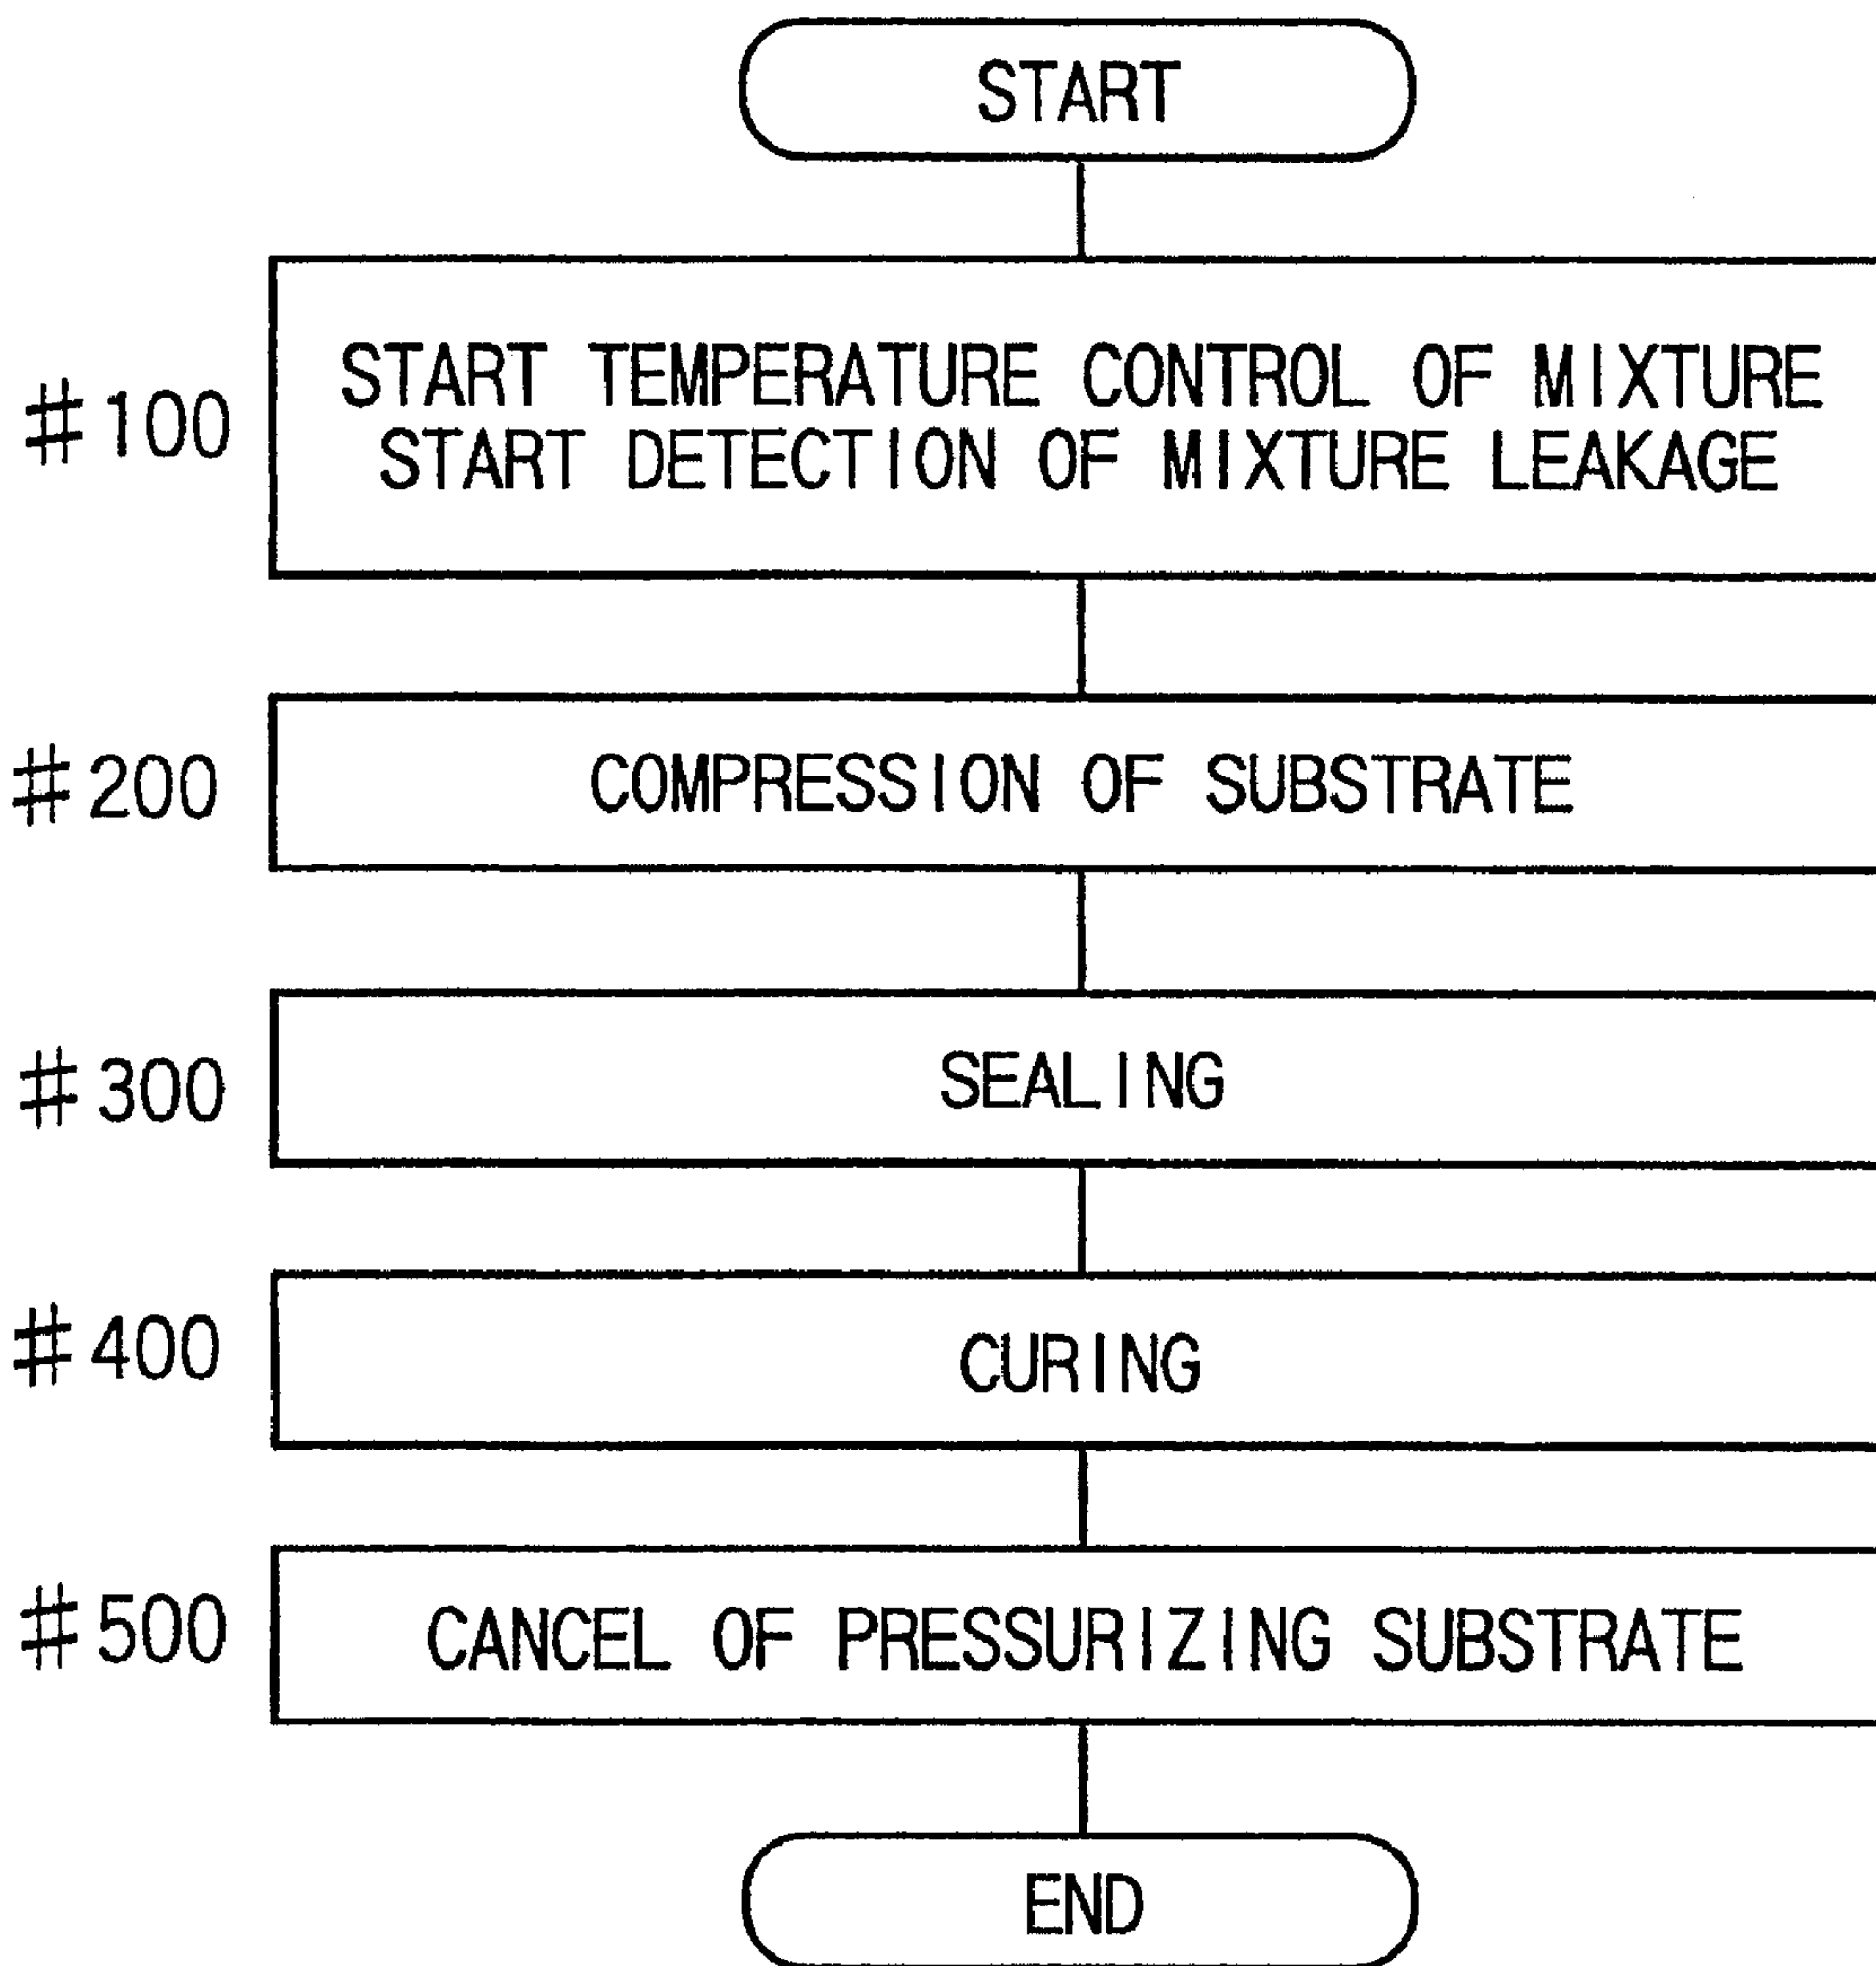 START
#100
START TEMPERATURE CONTROL OF MIXTURE
START DETECTION OF MIXTURE LEAKAGE
#200
COMPRESSION OF SUBSTRATE
#300
SEALING
#400
CURING
#500
CANCEL OF PRESSURIZING SUBSTRATE
END